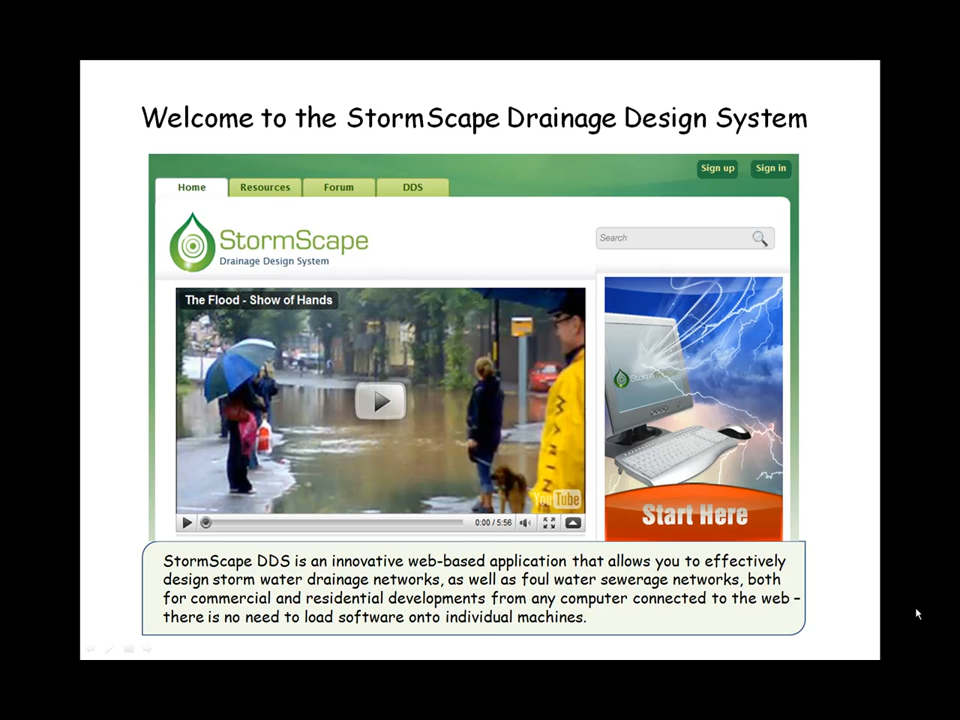 Welcome to the StormScape Drainage Design System
Sign up Sign in
Home Resources Forum DDS
StormScape
Drainage Design System
Search
The Flood - Show of Hands
StormScape
YouTube
0:00 / 5:56
Start Here
StormScape DDS is an innovative web-based application that allows you to effectively
design storm water drainage networks, as well as foul water sewerage networks, both
for commercial and residential developments from any computer connected to the web –
there is no need to load software onto individual machines.